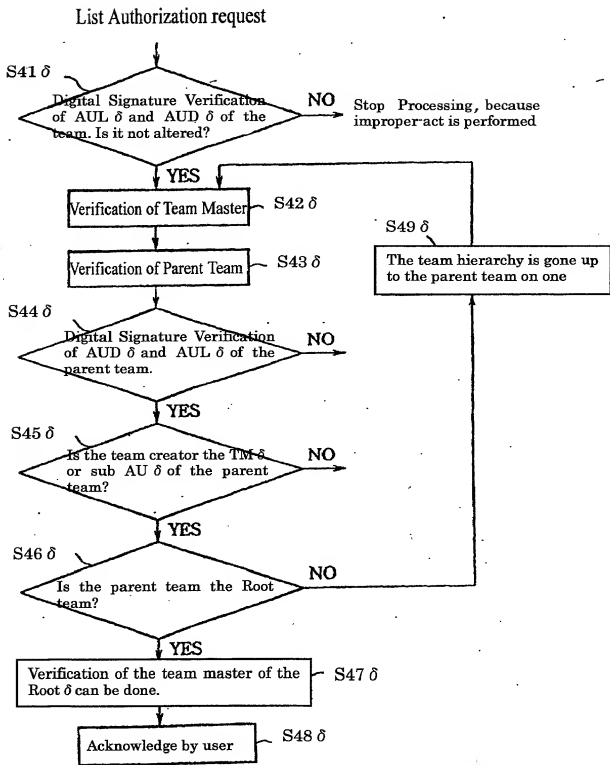 List Authorization request
S41 δ
Digital Signature Verification
of AUL δ and AUD δ of the
team. Is it not altered?
NO
Stop Processing, because
improper-act is performed
YES
Verification of Team Master
S42 δ
S49 δ
The team hierarchy is gone up
to the parent team on one
Verification of Parent Team
S43 δ
S44 δ
Digital Signature Verification
of AUD δ and AUL δ of the
parent team.
NO
YES
S45 δ
Is the team creator the TM δ
or sub AU δ of the parent
team?
NO
YES
S46 δ
Is the parent team the Root
team?
NO
YES
Verification of the team master of the
Root δ can be done.
S47 δ
Acknowledge by user
S48 δ